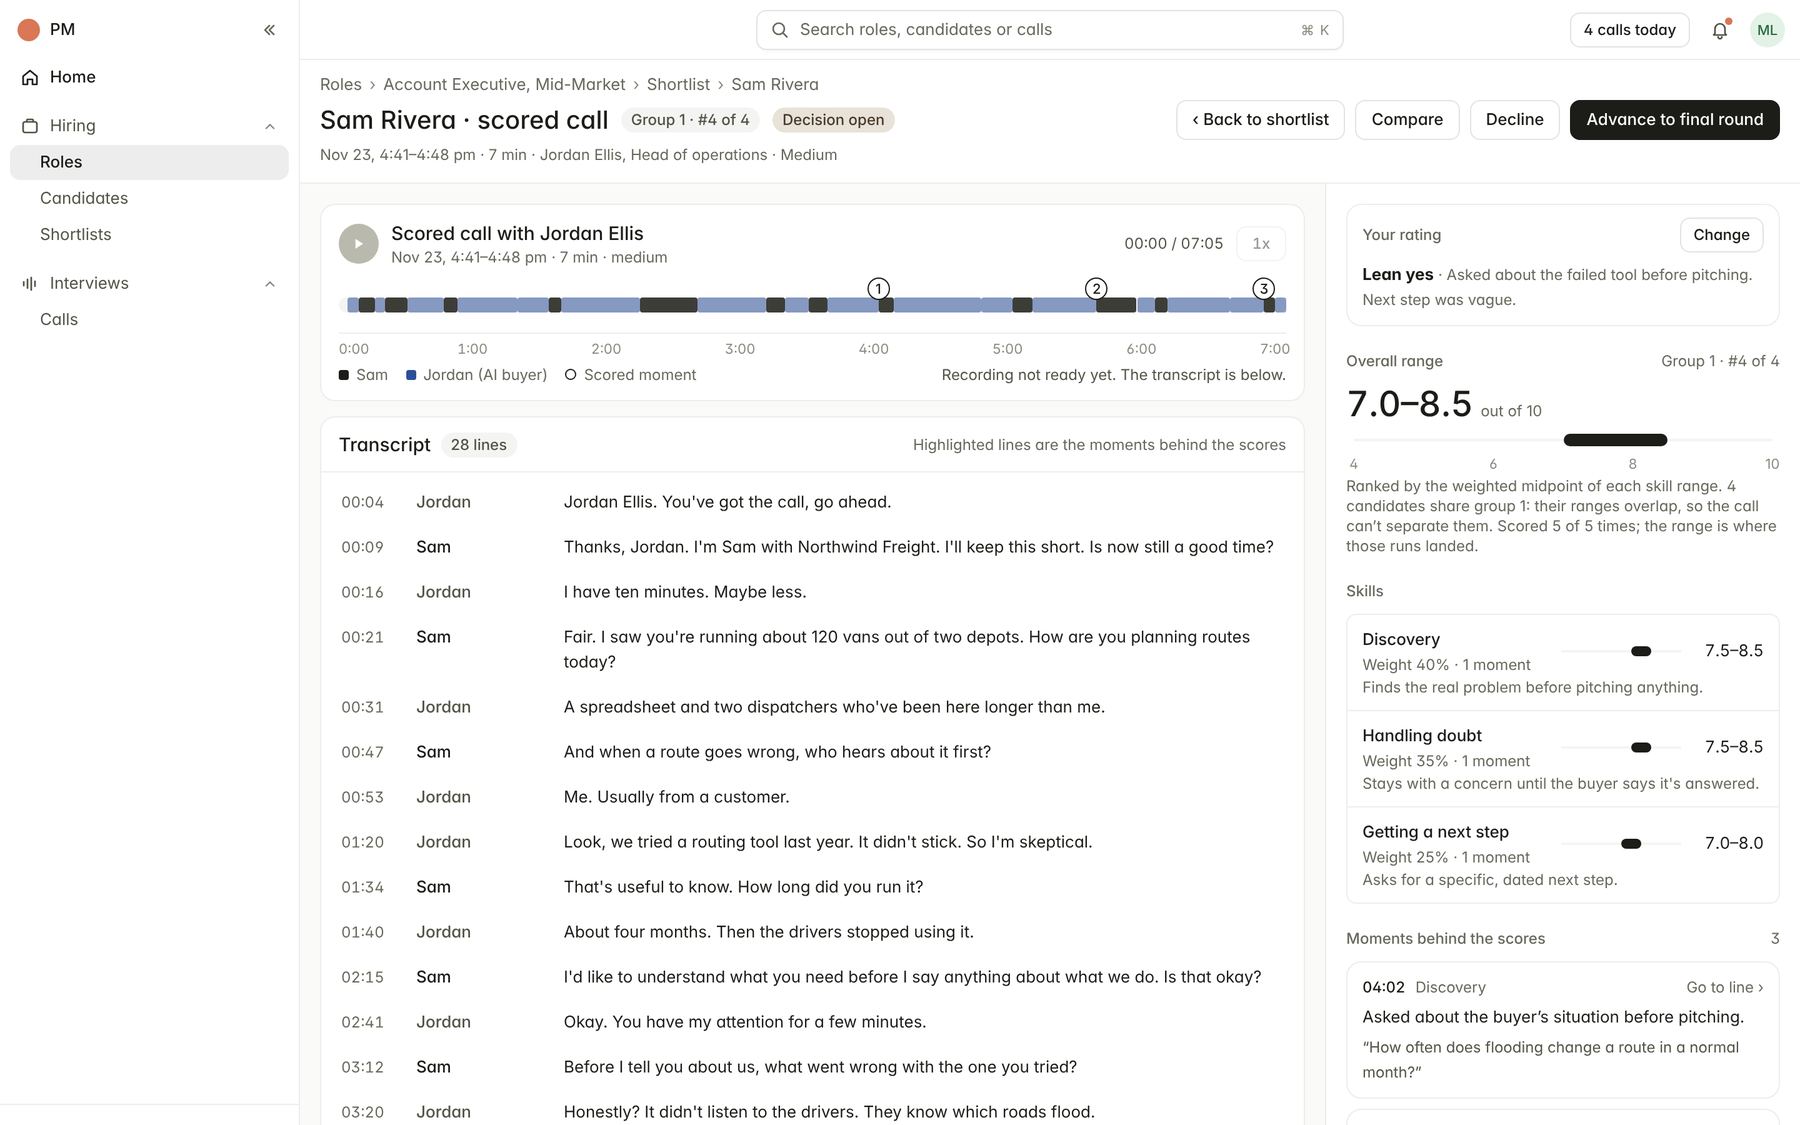 PM
Home
Hiring
Roles
Candidates
Shortlists
Interviews
Calls
Search roles, candidates or calls
⌘ K
4 calls today
ML
Roles › Account Executive, Mid-Market › Shortlist › Sam Rivera
Sam Rivera · scored call
Group 1 · #4 of 4
Decision open
Nov 23, 4:41–4:48 pm · 7 min · Jordan Ellis, Head of operations · Medium
‹ Back to shortlist
Compare
Decline
Advance to final round
Scored call with Jordan Ellis
Nov 23, 4:41–4:48 pm · 7 min · medium
00:00 / 07:05
1x
1
2
3
0:00 1:00 2:00 3:00 4:00 5:00 6:00 7:00
Sam
Jordan (AI buyer)
Scored moment
Recording not ready yet. The transcript is below.
Transcript
28 lines
Highlighted lines are the moments behind the scores
00:04 Jordan Jordan Ellis. You've got the call, go ahead.
00:09 Sam Thanks, Jordan. I'm Sam with Northwind Freight. I'll keep this short. Is now still a good time?
00:16 Jordan I have ten minutes. Maybe less.
00:21 Sam Fair. I saw you're running about 120 vans out of two depots. How are you planning routes
today?
00:31 Jordan A spreadsheet and two dispatchers who've been here longer than me.
00:47 Sam And when a route goes wrong, who hears about it first?
00:53 Jordan Me. Usually from a customer.
01:20 Jordan Look, we tried a routing tool last year. It didn't stick. So I'm skeptical.
01:34 Sam That's useful to know. How long did you run it?
01:40 Jordan About four months. Then the drivers stopped using it.
02:15 Sam I'd like to understand what you need before I say anything about what we do. Is that okay?
02:41 Jordan Okay. You have my attention for a few minutes.
03:12 Sam Before I tell you about us, what went wrong with the one you tried?
03:20 Jordan Honestly? It didn't listen to the drivers. They know which roads flood.
Your rating
Change
Lean yes · Asked about the failed tool before pitching.
Next step was vague.
Overall range
Group 1 · #4 of 4
7.0–8.5 out of 10
4 6 8 10
Ranked by the weighted midpoint of each skill range. 4
candidates share group 1: their ranges overlap, so the call
can’t separate them. Scored 5 of 5 times; the range is where
those runs landed.
Skills
Discovery
Weight 40% · 1 moment
7.5–8.5
Finds the real problem before pitching anything.
Handling doubt
Weight 35% · 1 moment
7.5–8.5
Stays with a concern until the buyer says it's answered.
Getting a next step
Weight 25% · 1 moment
7.0–8.0
Asks for a specific, dated next step.
Moments behind the scores
3
04:02 Discovery
Go to line ›
Asked about the buyer’s situation before pitching.
“How often does flooding change a route in a normal
month?”